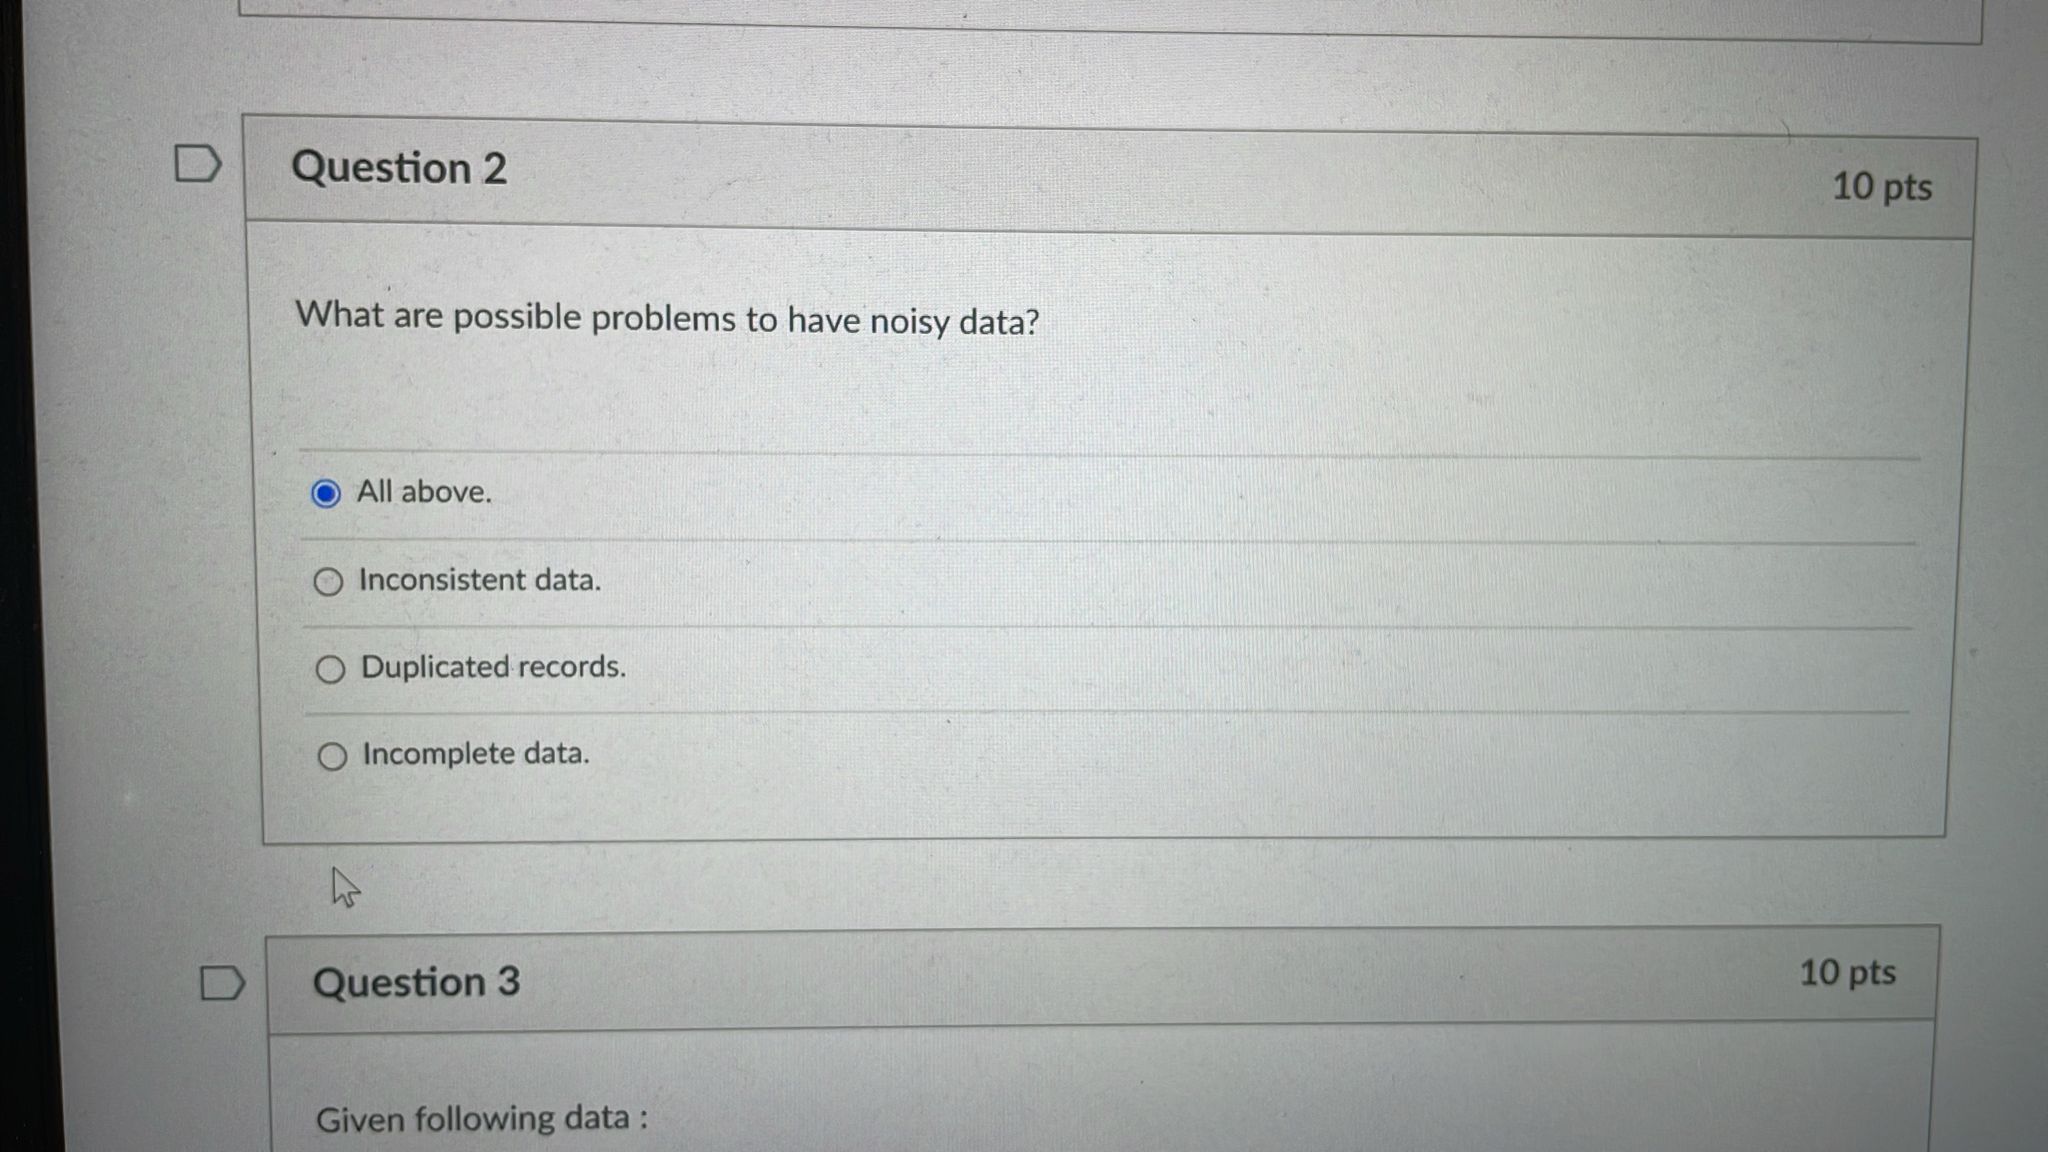 Question 2
10 pts
What are possible problems to have noisy data?
All above.
Inconsistent data.
Duplicated records.
Incomplete data.
Question 3
10 pts
Given following data :